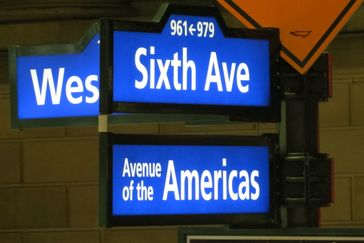 961←979
Sixth Ave
Wes
Avenue
of the Americas